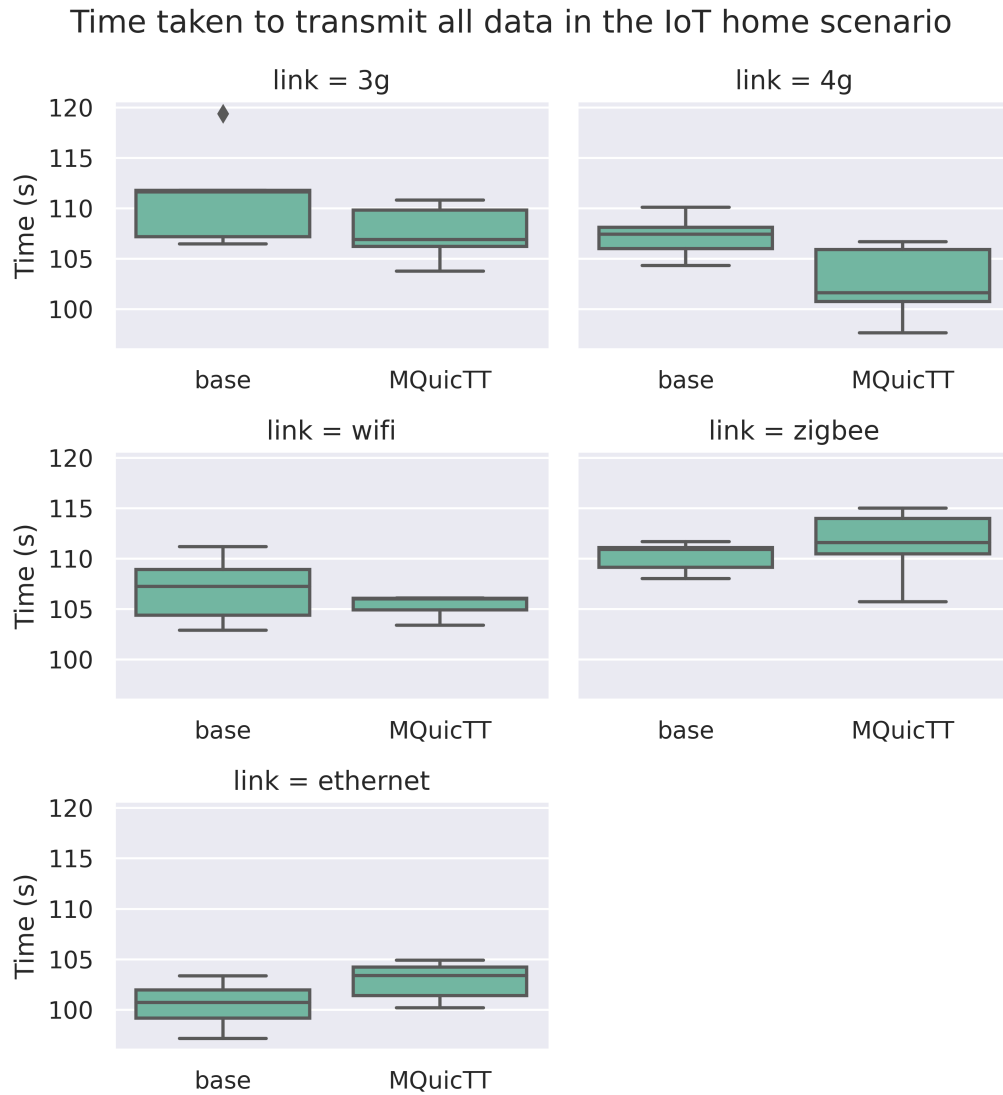 Time taken to transmit all data in the IoT home scenario
link = 3g
link = 4g
120
115
110
105
100
Time (s)
base
MQuicTT
base
MQuicTT
link = wifi
link = zigbee
120
115
110
105
100
Time (s)
base
MQuicTT
base
MQuicTT
link = ethernet
120
115
110
105
100
Time (s)
base
MQuicTT